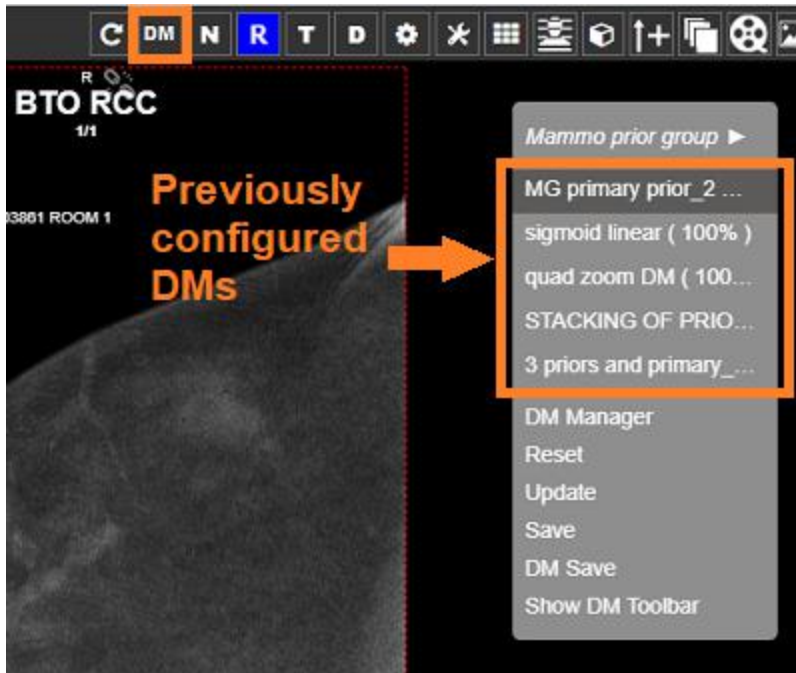 DM N R T D
R
BTO RCC
1/1
03861 ROOM 1
Previously
configured
DMs
Mammo prior group ►
MG primary prior_2 ...
sigmoid linear ( 100% )
quad zoom DM ( 100...
STACKING OF PRIO...
3 priors and primary_...
DM Manager
Reset
Update
Save
DM Save
Show DM Toolbar